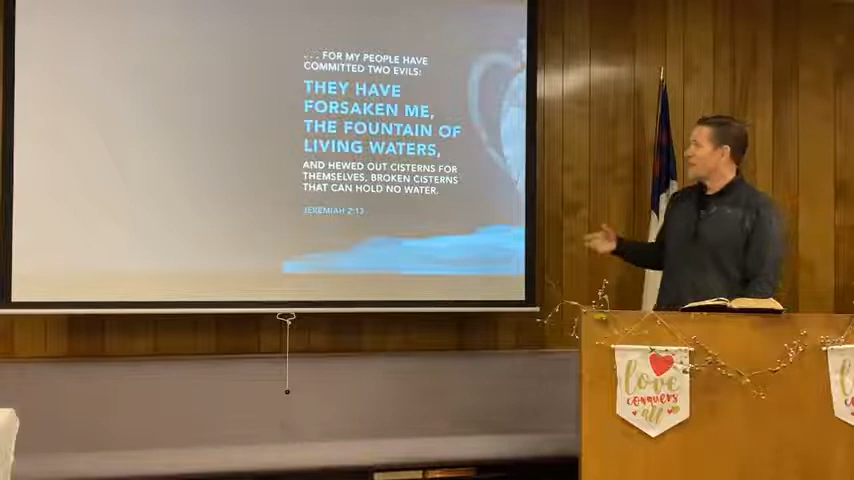 . . . FOR MY PEOPLE HAVE
COMMITTED TWO EVILS:
THEY HAVE
FORSAKEN ME,
THE FOUNTAIN OF
LIVING WATERS,
AND HEWED OUT CISTERNS FOR
THEMSELVES, BROKEN CISTERNS
THAT CAN HOLD NO WATER.
JEREMIAH 2:13
love
conquers
all